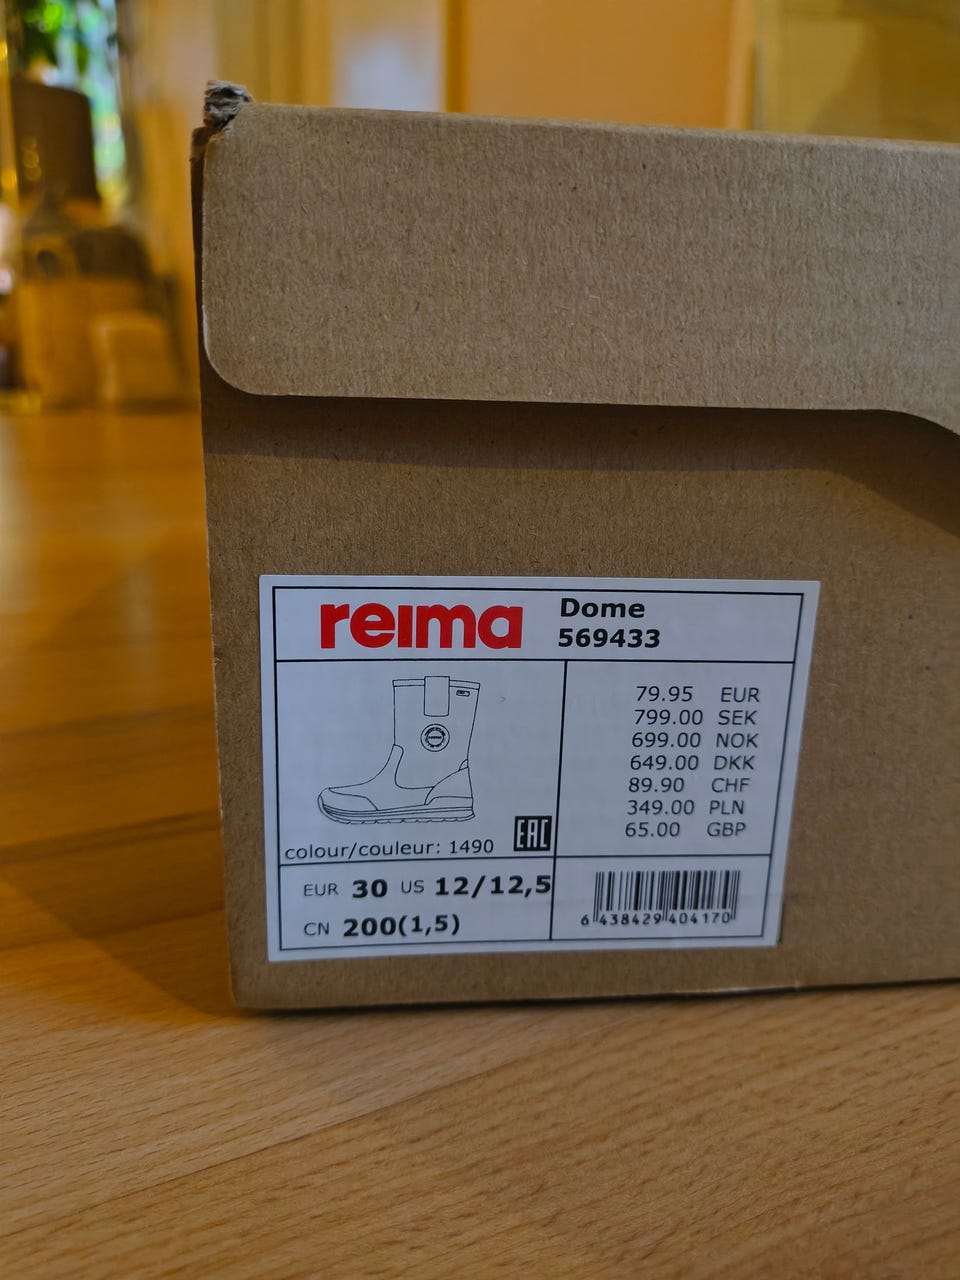 reima
Dome
569433
reima
79.95 EUR
799.00 SEK
699.00 NOK
649.00 DKK
89.90 CHF
349.00 PLN
65.00 GBP
colour/couleur: 1490
EAC
EUR 30 US 12/12,5
CN 200(1,5)
6 438429 404170